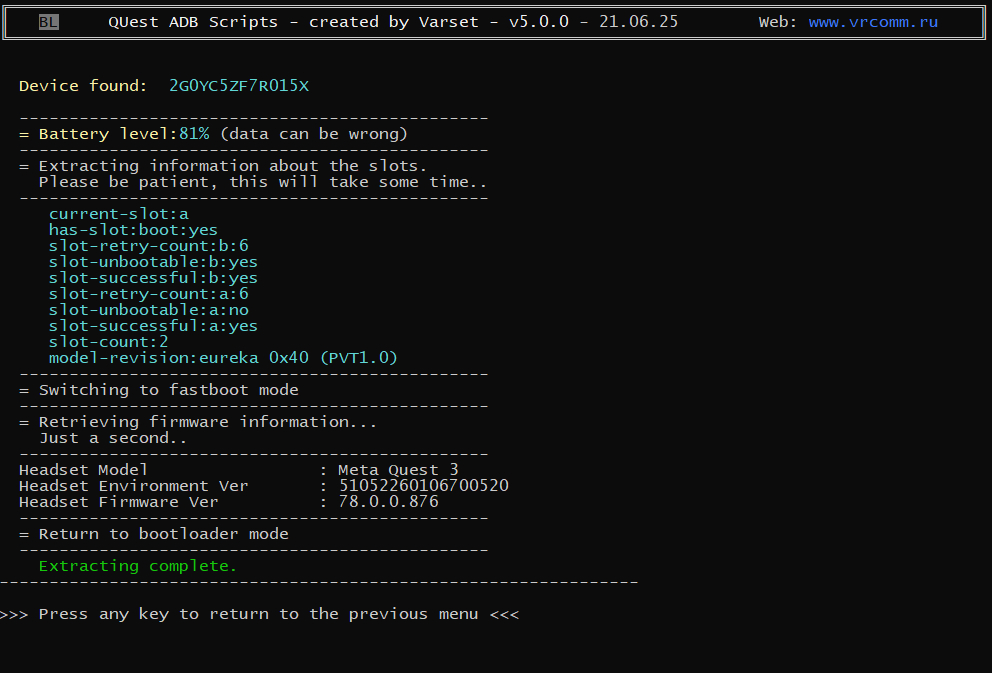 BL QUest ADB Scripts - created by Varset - v5.0.0 - 21.06.25 Web: www.vrcomm.ru
Device found: 2G0YC5ZF7R015X
-----------------------------------------------
= Battery level:81% (data can be wrong)
-----------------------------------------------
= Extracting information about the slots.
Please be patient, this will take some time..
-----------------------------------------------
current-slot:a
has-slot:boot:yes
slot-retry-count:b:6
slot-unbootable:b:yes
slot-successful:b:yes
slot-retry-count:a:6
slot-unbootable:a:no
slot-successful:a:yes
slot-count:2
model-revision:eureka 0x40 (PVT1.0)
-----------------------------------------------
= Switching to fastboot mode
-----------------------------------------------
= Retrieving firmware information...
Just a second..
-----------------------------------------------
Headset Model : Meta Quest 3
Headset Environment Ver : 51052260106700520
Headset Firmware Ver : 78.0.0.876
-----------------------------------------------
= Return to bootloader mode
-----------------------------------------------
Extracting complete.
----------------------------------------------------------------
>>> Press any key to return to the previous menu <<<